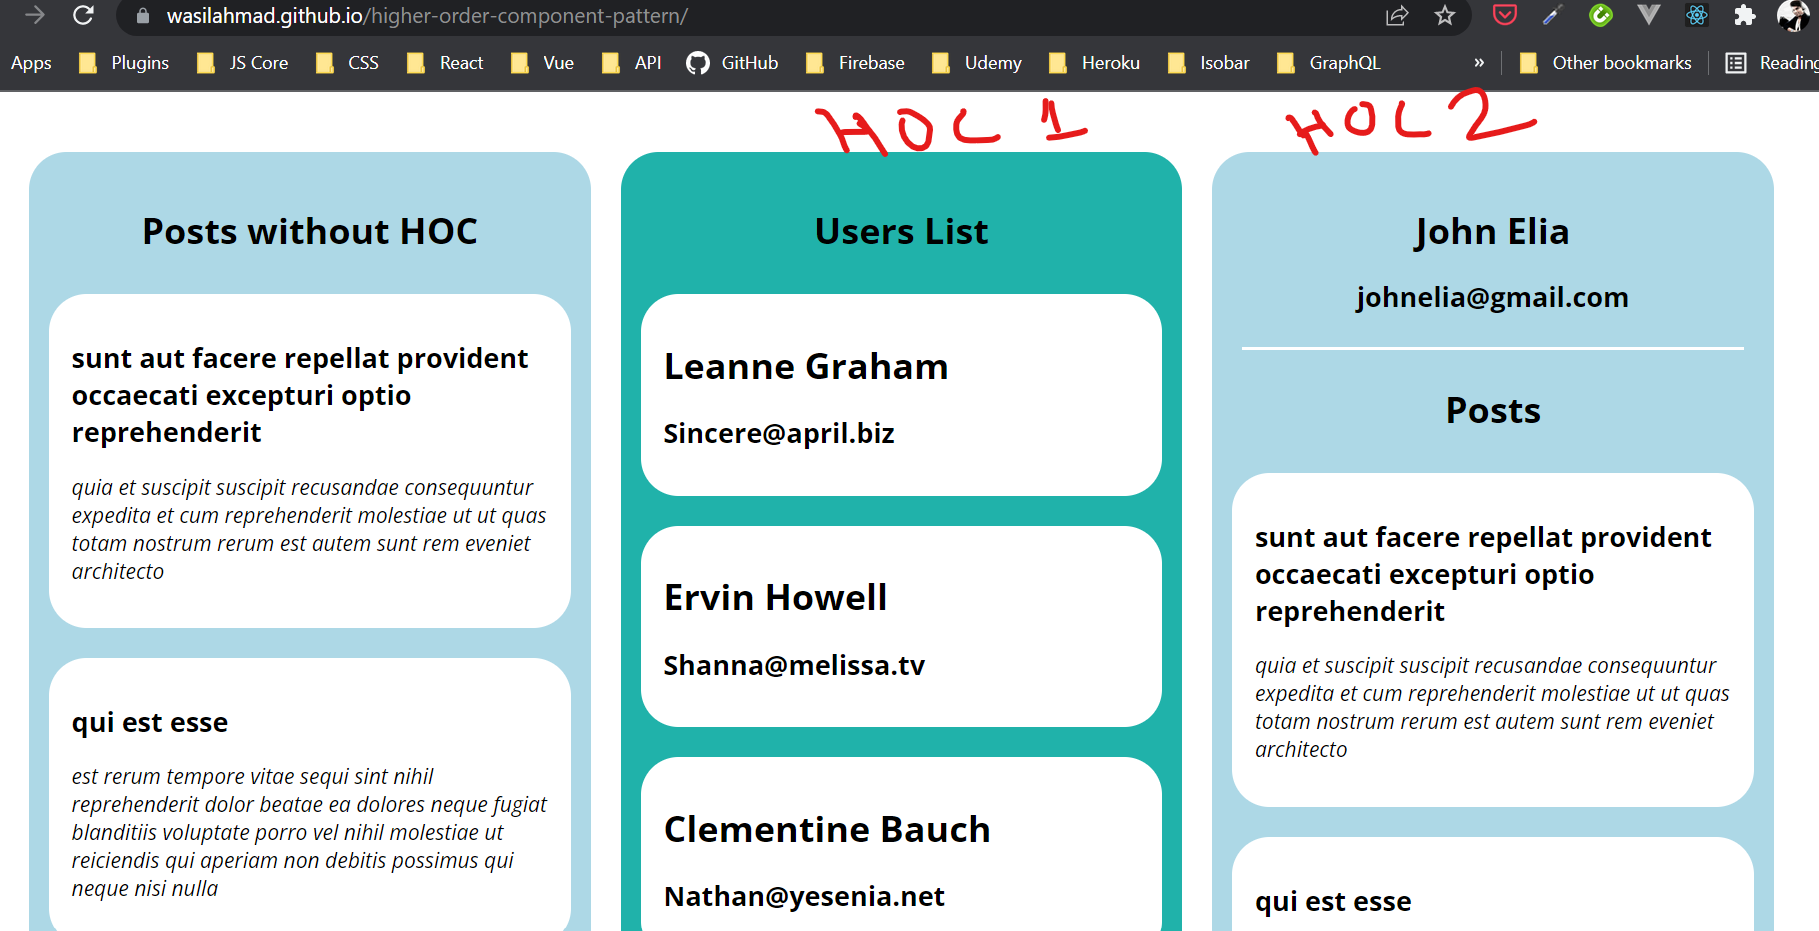 wasilahmad.github.io/higher-order-component-pattern/
Apps Plugins JS Core CSS React Vue API GitHub Firebase Udemy Heroku Isobar GraphQL » Other bookmarks Reading
HOC 1
HOC 2
Posts without HOC
sunt aut facere repellat provident
occaecati excepturi optio
reprehenderit
quia et suscipit suscipit recusandae consequuntur
expedita et cum reprehenderit molestiae ut ut quas
totam nostrum rerum est autem sunt rem eveniet
architecto
qui est esse
est rerum tempore vitae sequi sint nihil
reprehenderit dolor beatae ea dolores neque fugiat
blanditiis voluptate porro vel nihil molestiae ut
reiciendis qui aperiam non debitis possimus qui
neque nisi nulla
Users List
Leanne Graham
Sincere@april.biz
Ervin Howell
Shanna@melissa.tv
Clementine Bauch
Nathan@yesenia.net
John Elia
johnelia@gmail.com
Posts
sunt aut facere repellat provident
occaecati excepturi optio
reprehenderit
quia et suscipit suscipit recusandae consequuntur
expedita et cum reprehenderit molestiae ut ut quas
totam nostrum rerum est autem sunt rem eveniet
architecto
qui est esse